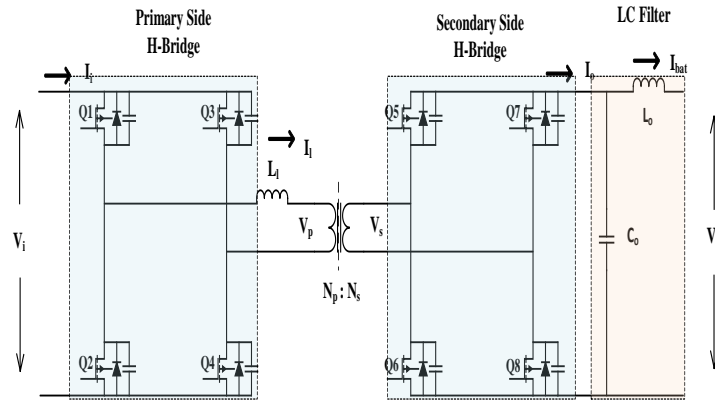 Primary Side
H-Bridge
Secondary Side
H-Bridge
LC Filter
Ii
Io
Ibat
Q1
Q3
Q5
Q7
Lo
Il
Ll
Vi
Vp
Vs
Co
V
Np : Ns
Q2
Q4
Q6
Q8